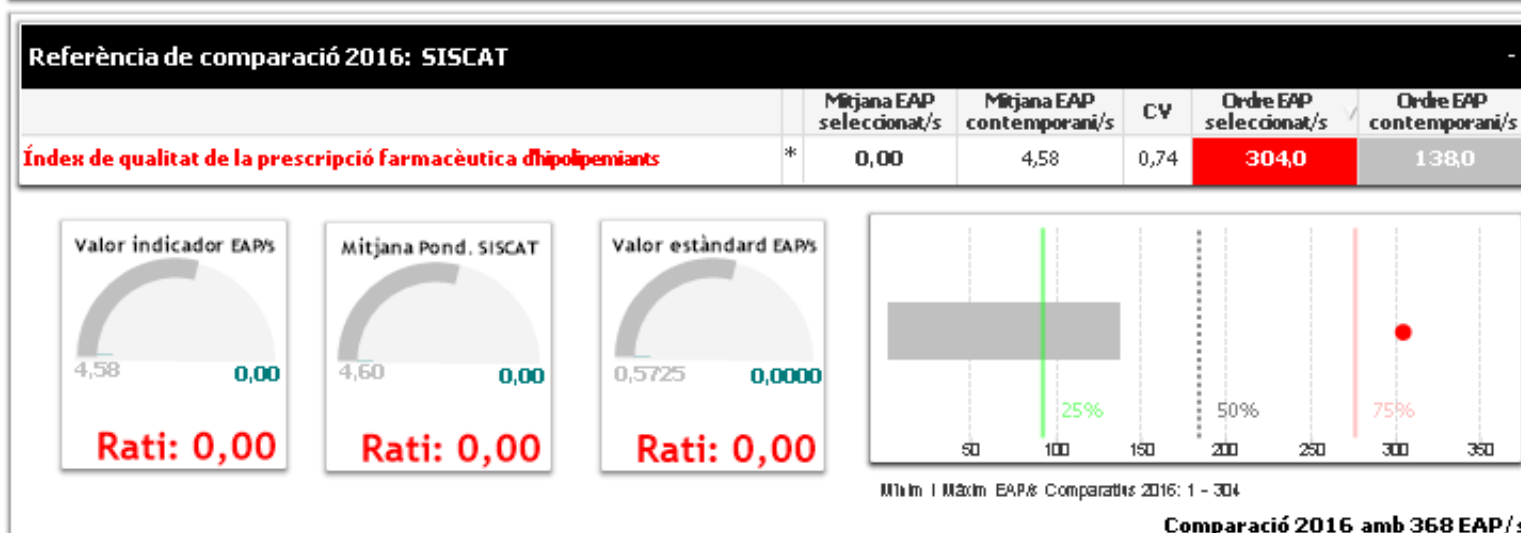 Referència de comparació 2016: SISCAT -
Mitjana EAP seleccionat/s
Mitjana EAP contemporani/s
CV
Ordre EAP seleccionat/s
Ordre EAP contemporani/s
Índex de qualitat de la prescripció farmacèutica d'hipolipemiants * 0,00 4,58 0,74 304,0 138,0
Valor indicador EAP/s
4,58 0,00
Rati: 0,00
Mitjana Pond. SISCAT
4,60 0,00
Rati: 0,00
Valor estàndard EAP/s
0,5725 0,0000
Rati: 0,00
25% 50% 75%
50 100 150 200 250 300 350
Mínim i Màxim EAP/s Comparatius 2016: 1 - 304
Comparació 2016 amb 368 EAP/s